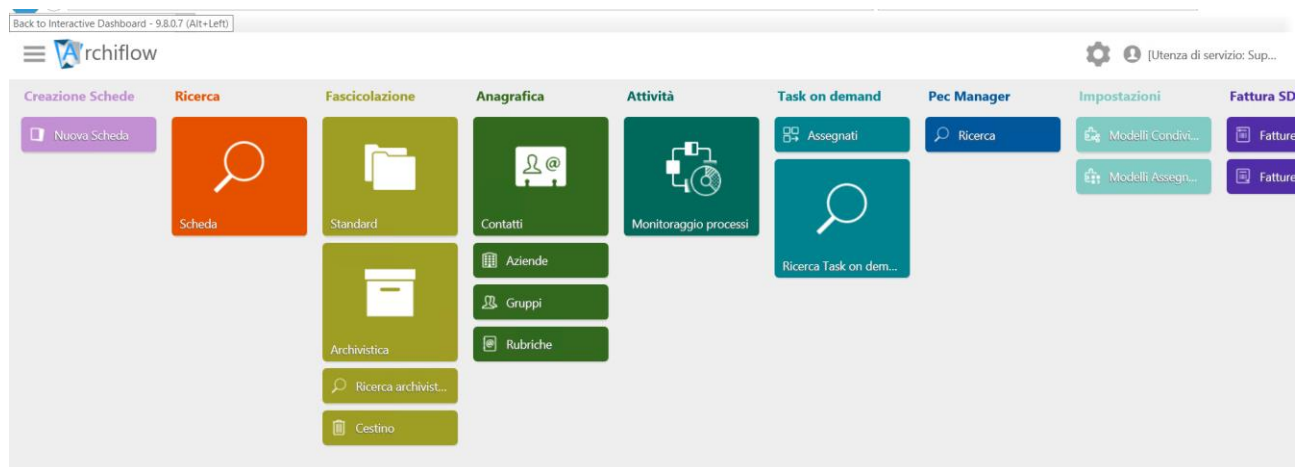 Back to Interactive Dashboard - 9.8.0.7 (Alt+Left)
Archiflow
[Utenza di servizio: Sup...
Creazione Schede
Nuova Scheda
Ricerca
Scheda
Fascicolazione
Standard
Archivistica
Ricerca archivist...
Cestino
Anagrafica
Contatti
Aziende
Gruppi
Rubriche
Attività
Monitoraggio processi
Task on demand
Assegnati
Ricerca Task on dem...
Pec Manager
Ricerca
Impostazioni
Modelli Condivi...
Modelli Assegn...
Fattura SD
Fatture
Fatture